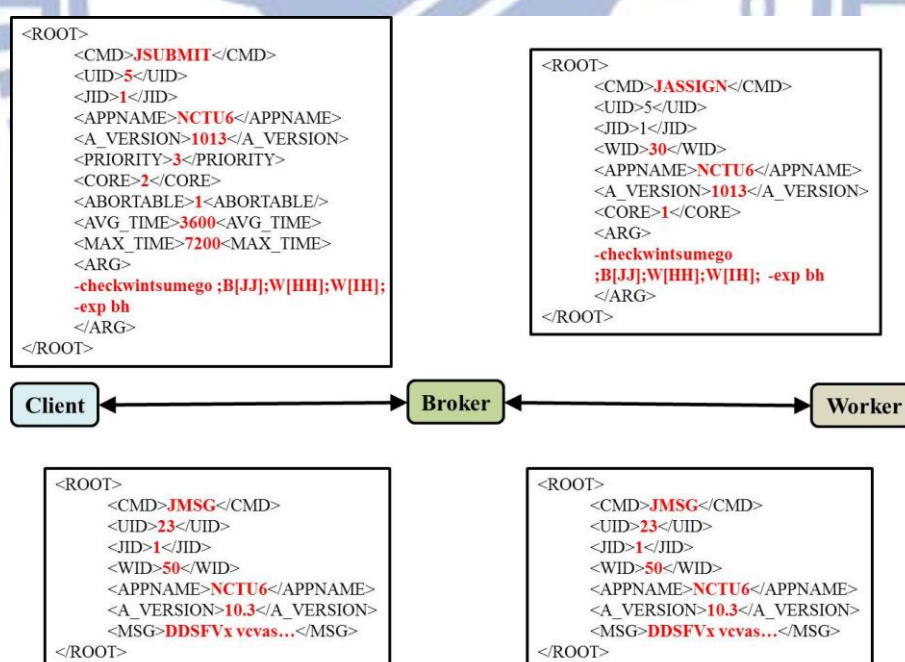 <ROOT>
<CMD>JSUBMIT</CMD>
<UID>5</UID>
<JID>1</JID>
<APPNAME>NCTU6</APPNAME>
<A_VERSION>1013</A_VERSION>
<PRIORITY>3</PRIORITY>
<CORE>2</CORE>
<ABORTABLE>1<ABORTABLE/>
<AVG_TIME>3600<AVG_TIME>
<MAX_TIME>7200<MAX_TIME>
<ARG>
-checkwintsumego ;B[JJ];W[HH];W[IH];
-exp bh
</ARG>
</ROOT>
<ROOT>
<CMD>JASSIGN</CMD>
<UID>5</UID>
<JID>1</JID>
<WID>30</WID>
<APPNAME>NCTU6</APPNAME>
<A_VERSION>1013</A_VERSION>
<CORE>1</CORE>
<ARG>
-checkwintsumego
;B[JJ];W[HH];W[IH]; -exp bh
</ARG>
</ROOT>
Client
Broker
Worker
<ROOT>
<CMD>JMSG</CMD>
<UID>23</UID>
<JID>1</JID>
<WID>50</WID>
<APPNAME>NCTU6</APPNAME>
<A_VERSION>10.3</A_VERSION>
<MSG>DDSFVx vcvas...</MSG>
</ROOT>
<ROOT>
<CMD>JMSG</CMD>
<UID>23</UID>
<JID>1</JID>
<WID>50</WID>
<APPNAME>NCTU6</APPNAME>
<A_VERSION>10.3</A_VERSION>
<MSG>DDSFVx vcvas...</MSG>
</ROOT>